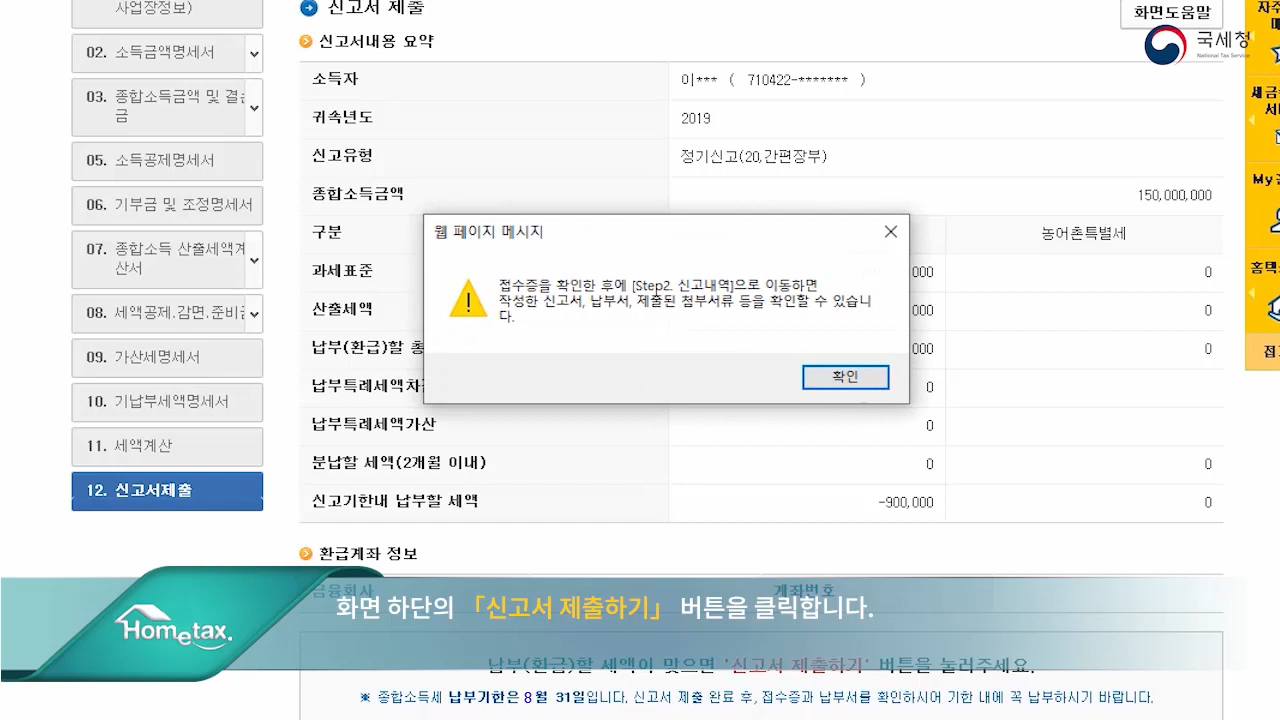 사업장정보)
신고서 제출
화면도움말
02. 소득금액명세서
신고서내용 요약
국세청
National Tax Service
소득자
이*** ( 710422-******* )
03. 종합소득금액 및
금
귀속년도
2019
05. 소득공제명세서
신고유형
정기신고(20,간편장부)
06. 기부금 및 조정명세서
종합소득금액
150,000,000
07. 종합소득 산출세액계
산서
구분
농어촌특별세
과세표준
000
0
08. 세액공제.감면.준비금
산출세액
000
0
09. 가산세명세서
납부(환급)할 총
000
0
10. 기납부세액명세서
납부특례세액차감
0
11. 세액계산
납부특례세액가산
0
12. 신고서제출
분납할 세액(2개월 이내)
0
0
신고기한내 납부할 세액
-900,000
0
웹 페이지 메시지
접수증을 확인한 후에 [Step2. 신고내역]으로 이동하면
작성한 신고서, 납부서, 제출된 첨부서류 등을 확인할 수 있습니
다.
확인
환급계좌 정보
금융회사
계좌번호
Hometax.
화면 하단의 「신고서 제출하기」 버튼을 클릭합니다.
납부(환급)할 세액이 맞으면 '신고서 제출하기' 버튼을 눌러주세요.
※ 종합소득세 납부기한은 8월 31일입니다. 신고서 제출 완료 후, 접수증과 납부서를 확인하시어 기한 내에 꼭 납부하시기 바랍니다.
My